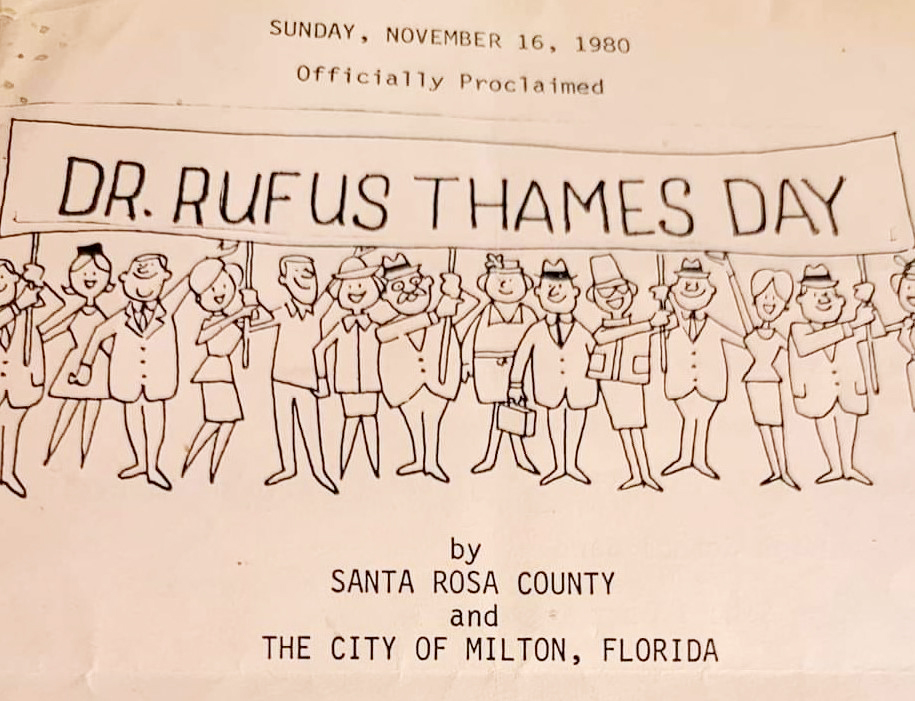 SUNDAY, NOVEMBER 16, 1980
Officially Proclaimed
DR. RUFUS THAMES DAY
by
SANTA ROSA COUNTY
and
THE CITY OF MILTON, FLORIDA